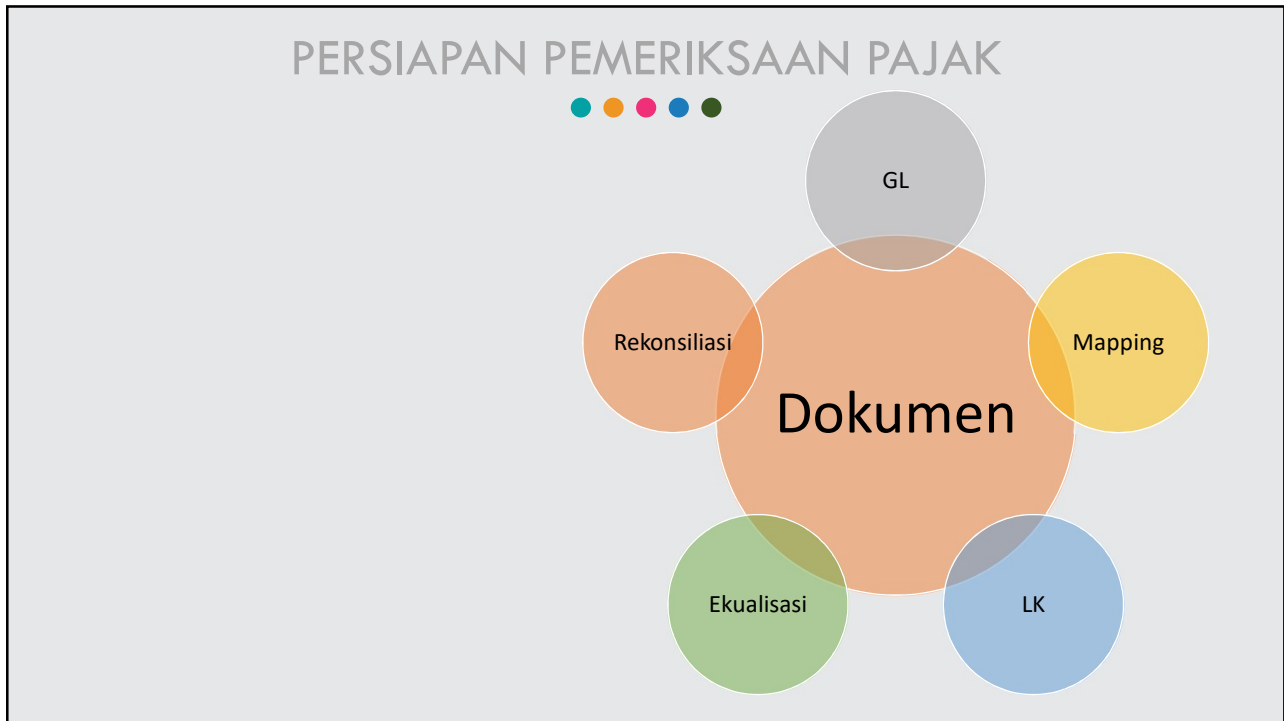 PERSIAPAN PEMERIKSAAN PAJAK
GL
Rekonsiliasi
Mapping
Dokumen
Ekualisasi
LK